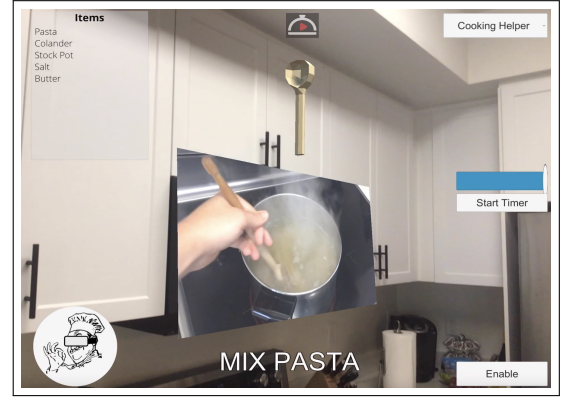 Items
Pasta
Colander
Stock Pot
Salt
Butter
Cooking Helper
Start Timer
MIX PASTA
Enable